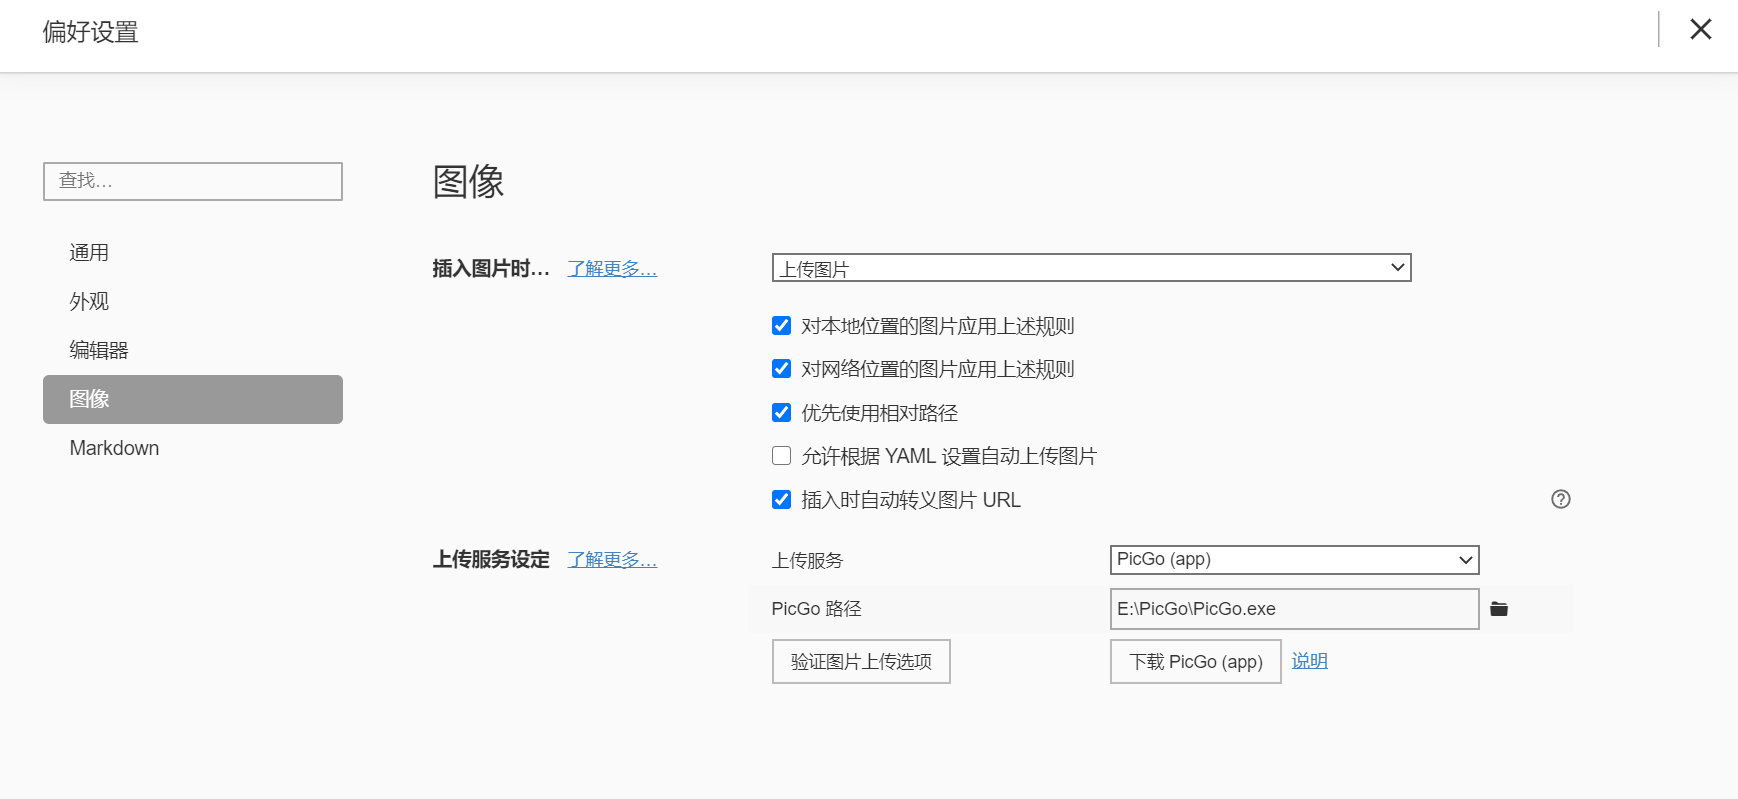 偏好设置
查找...
通用
外观
编辑器
图像
Markdown
图像
插入图片时... 了解更多... 上传图片
对本地位置的图片应用上述规则
对网络位置的图片应用上述规则
优先使用相对路径
允许根据 YAML 设置自动上传图片
插入时自动转义图片 URL
上传服务设定 了解更多... 上传服务 PicGo (app)
PicGo 路径 E:\PicGo\PicGo.exe
验证图片上传选项 下载 PicGo (app) 说明